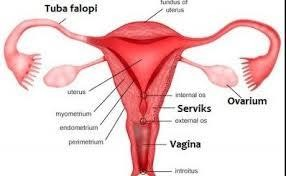 Tuba falopi
fundus of
uterus
uterus
internal os
Ovarium
myometrium
Serviks
endometrium
external os
perimetrium
Vagina
introitus